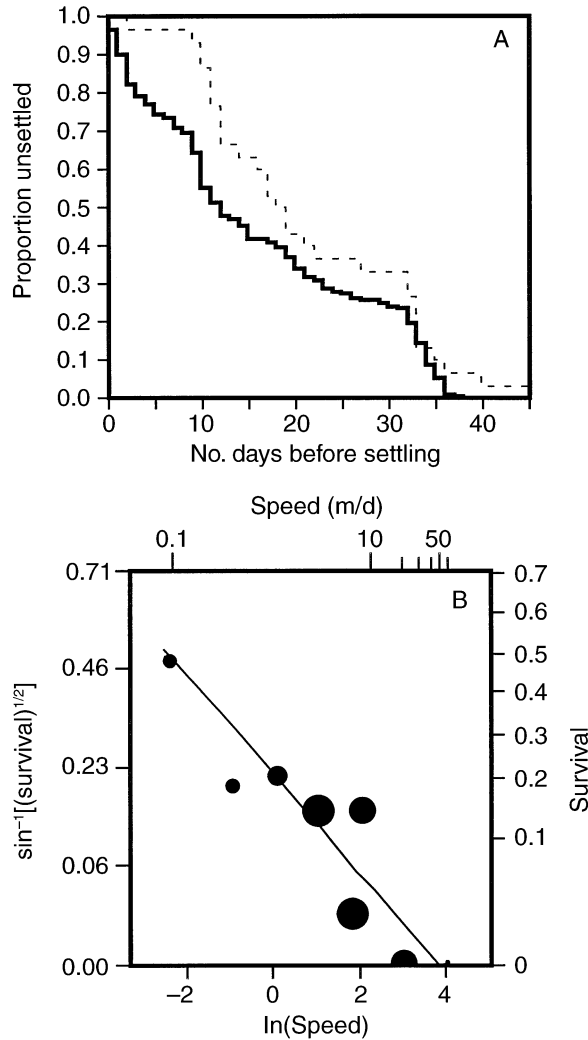 A
1.0
0.9
0.8
0.7
0.6
0.5
0.4
0.3
0.2
0.1
0.0
Proportion unsettled
0 10 20 30 40
No. days before settling
Speed (m/d)
0.1 10 50
B
0.71
0.46
0.23
0.06
0.00
sin⁻¹[(survival)¹/²]
0.7
0.6
0.5
0.4
0.3
0.2
0.1
0
Survival
−2 0 2 4
ln(Speed)